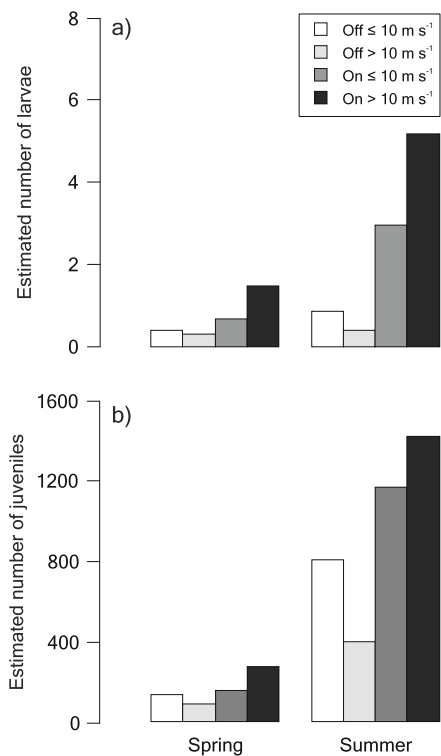 a)
Off ≤ 10 m s⁻¹
Off > 10 m s⁻¹
On ≤ 10 m s⁻¹
On > 10 m s⁻¹
Estimated number of larvae
8
6
4
2
0
b)
Estimated number of juveniles
1600
1200
800
400
0
Spring Summer